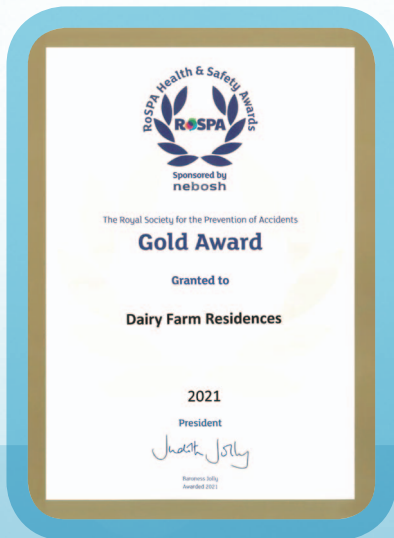 RoSPA Health & Safety Awards
RoSPA
Sponsored by
nebosh
The Royal Society for the Prevention of Accidents
Gold Award
Granted to
Dairy Farm Residences
2021
President
Judith Jolly
Baroness Jolly
Awarded 2021